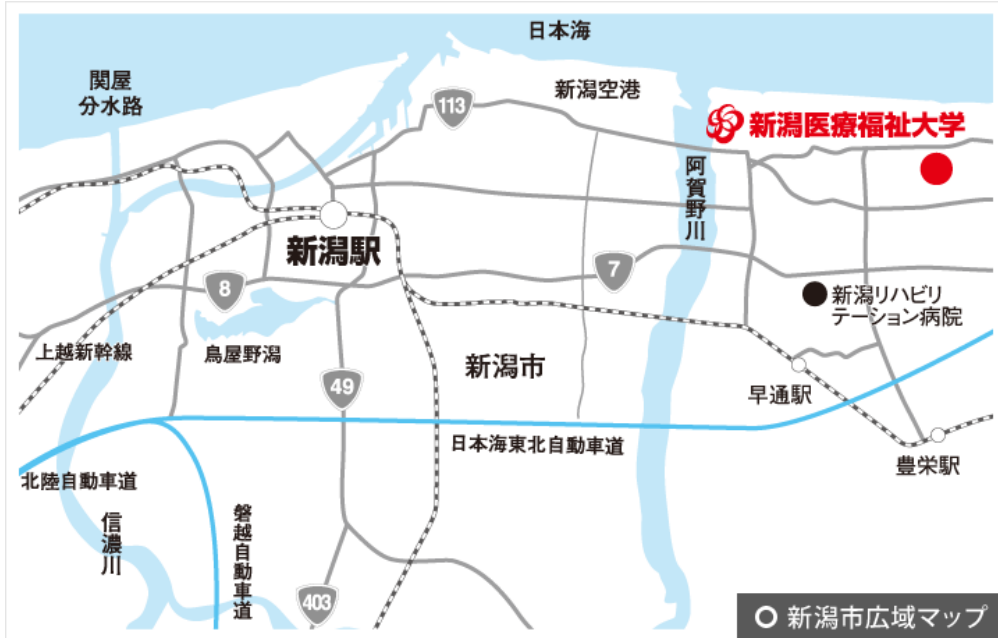 日本海
関屋
分水路
新潟空港
113
新潟医療福祉大学
阿賀野川
新潟駅
7
8
新潟リハビリ
テーション病院
上越新幹線
鳥屋野潟
新潟市
49
早通駅
日本海東北自動車道
豊栄駅
北陸自動車道
信濃川
磐越自動車道
403
新潟市広域マップ